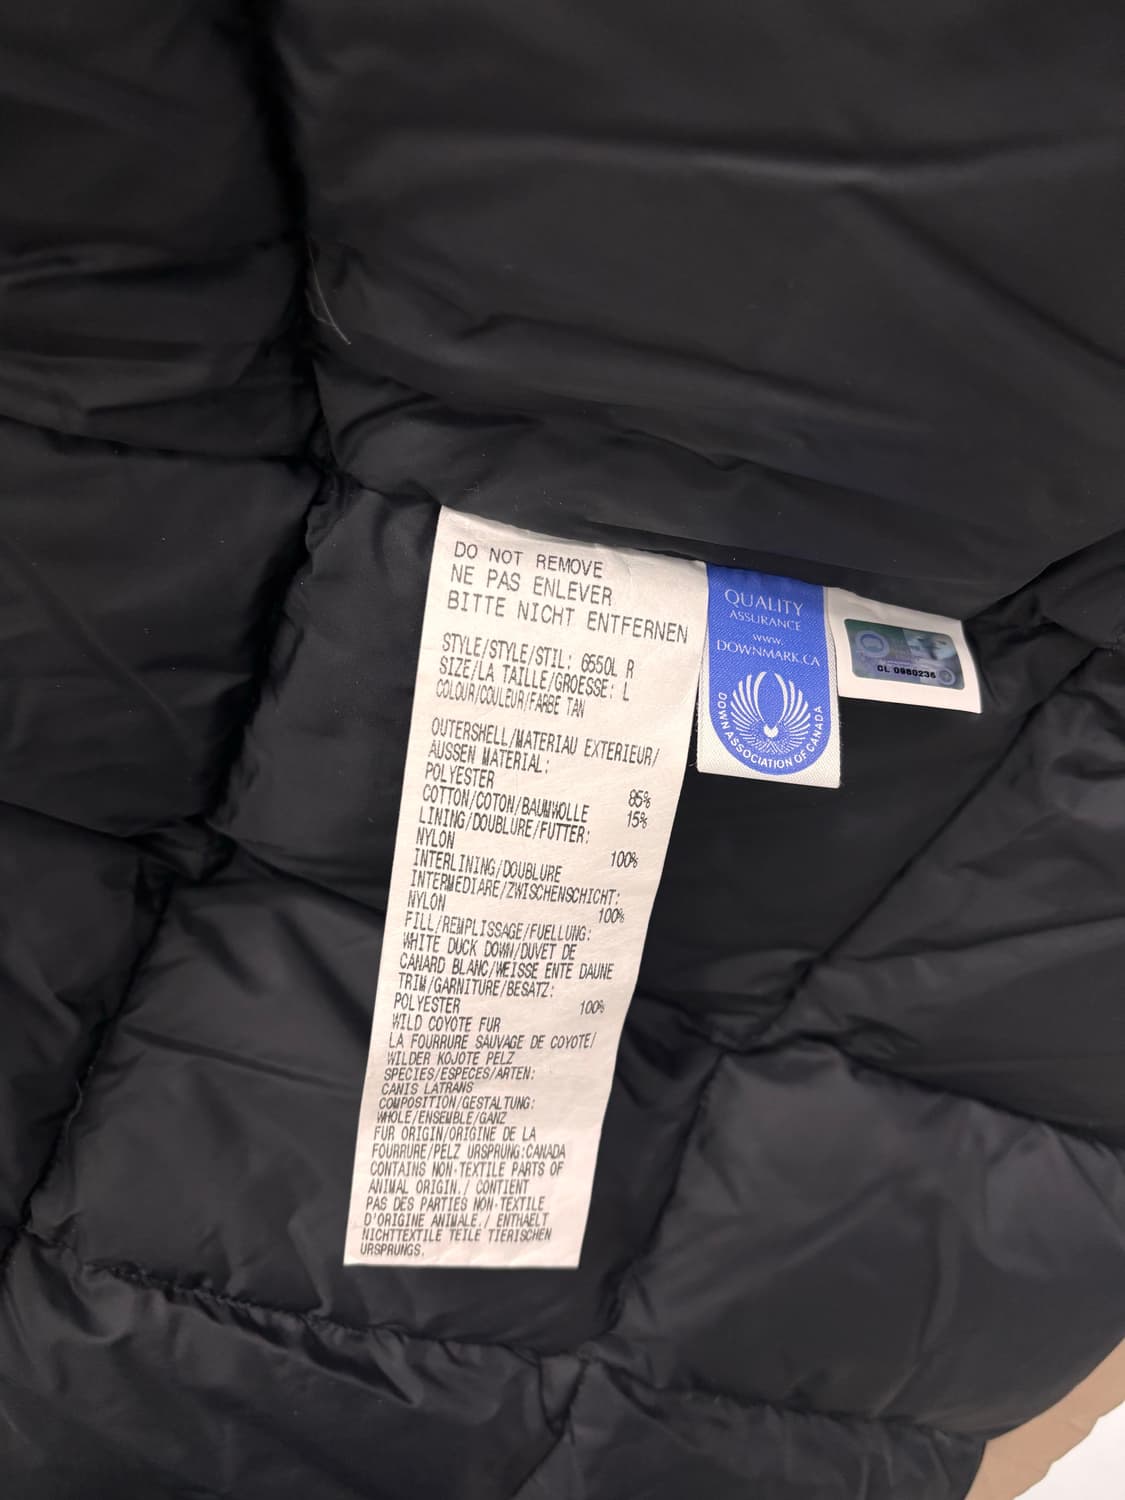 DO NOT REMOVE
NE PAS ENLEVER
BITTE NICHT ENTFERNEN
STYLE/STYLE/STIL: 6550L R
SIZE/LA TAILLE/GROESSE: L
COLOUR/COULEUR/FARBE TAN
OUTERSHELL/MATERIAU EXTERIEUR/
AUSSEN MATERIAL:
POLYESTER 85%
COTTON/COTON/BAUMWOLLE 15%
LINING/DOUBLURE/FUTTER:
NYLON 100%
INTERLINING/DOUBLURE
INTERMEDIARE/ZWISCHENSCHICHT:
NYLON 100%
FILL/REMPLISSAGE/FUELLUNG:
WHITE DUCK DOWN/DUVET DE
CANARD BLANC/WEISSE ENTE DAUNE
TRIM/GARNITURE/BESATZ:
POLYESTER 100%
WILD COYOTE FUR
LA FOURRURE SAUVAGE DE COYOTE/
WILDER KOJOTE PELZ
SPECIES/ESPECES/ARTEN:
CANIS LATRANS
COMPOSITION/GESTALTUNG:
WHOLE/ENSEMBLE/GANZ
FUR ORIGIN/ORIGINE DE LA
FOURRURE/PELZ URSPRUNG:CANADA
CONTAINS NON-TEXTILE PARTS OF
ANIMAL ORIGIN./ CONTIENT
PAS DES PARTIES NON-TEXTILE
D'ORIGINE ANIMALE./ ENTHAELT
NICHTTEXTILE TEILE TIERISCHEN
URSPRUNGS.
QUALITY
ASSURANCE
www.
DOWNMARK.CA
DOWN ASSOCIATION OF CANADA
CL 0980236